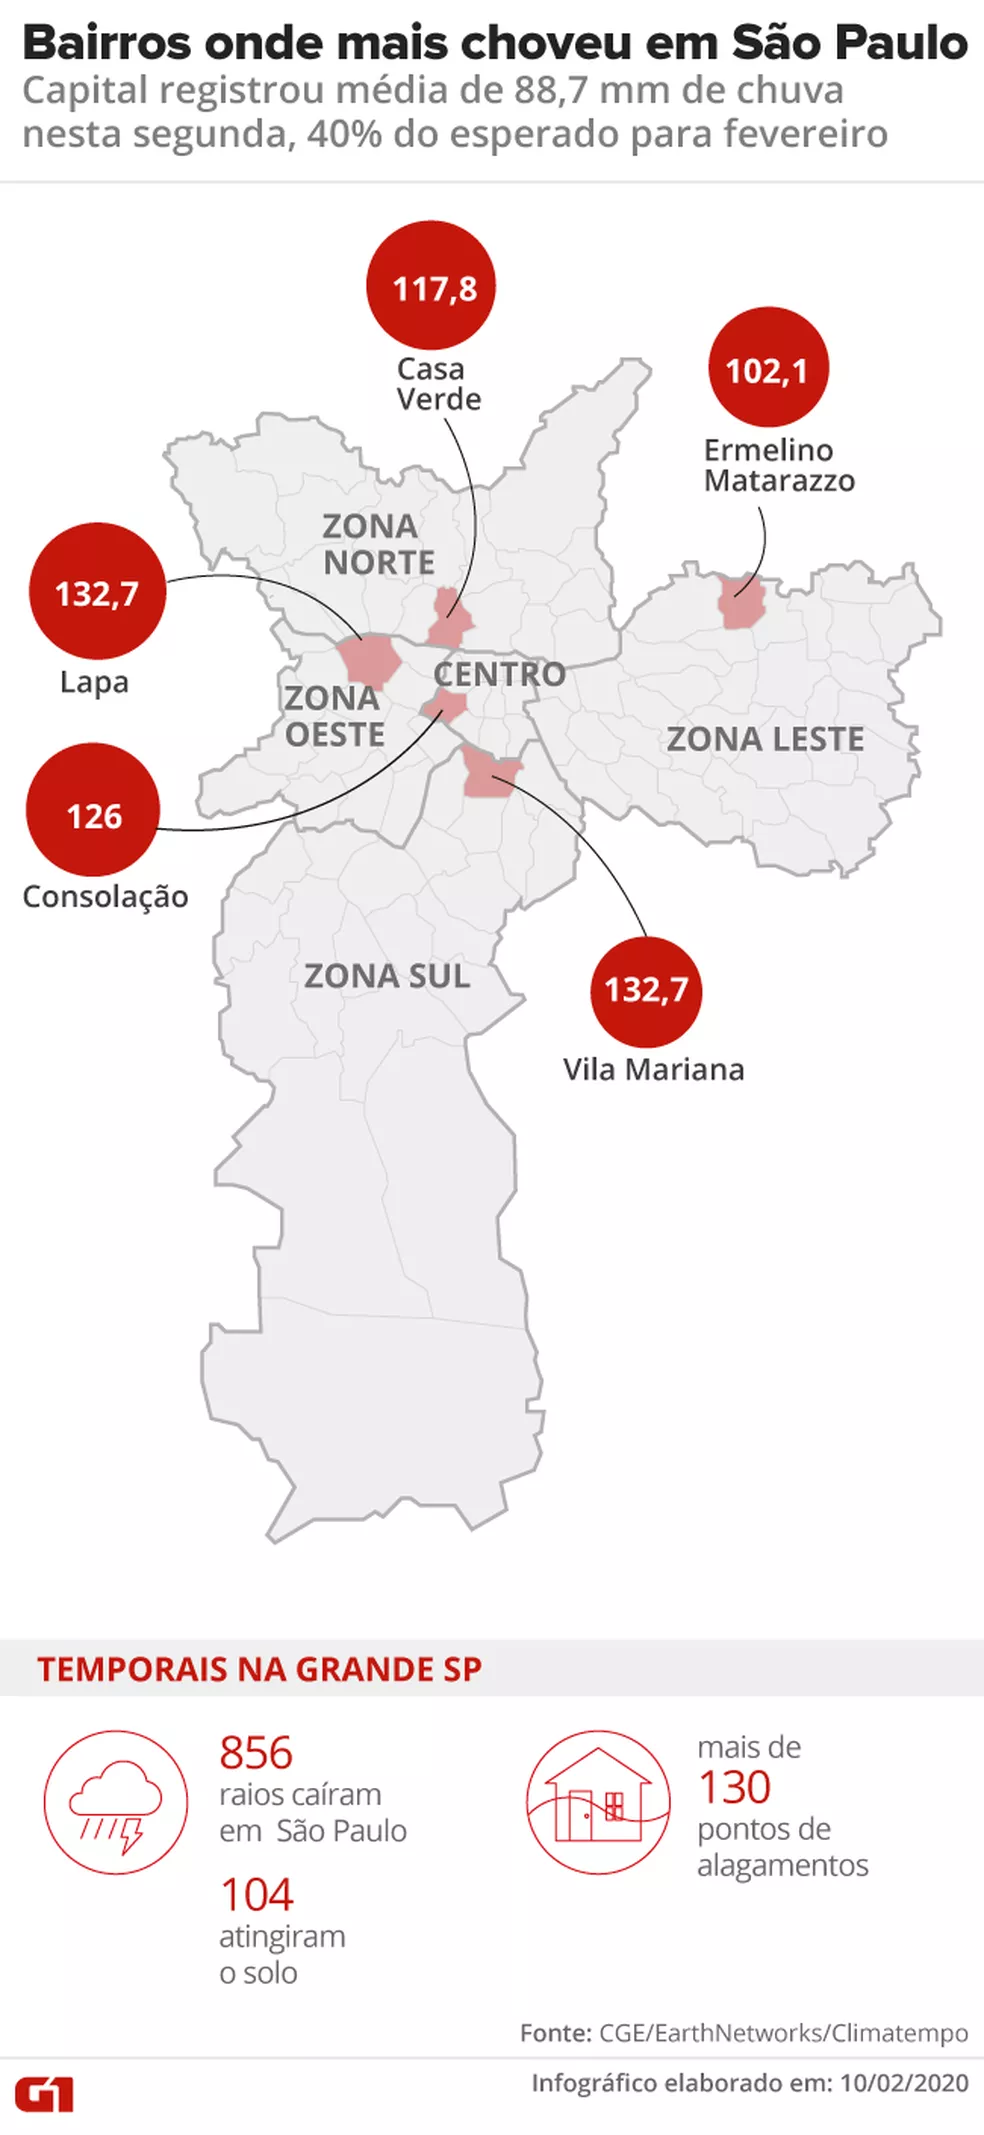 Bairros onde mais choveu em São Paulo
Capital registrou média de 88,7 mm de chuva
nesta segunda, 40% do esperado para fevereiro
117,8
Casa
Verde
102,1
Ermelino
Matarazzo
ZONA
NORTE
132,7
Lapa
CENTRO
ZONA
OESTE
ZONA LESTE
126
Consolação
ZONA SUL
132,7
Vila Mariana
TEMPORAIS NA GRANDE SP
856
raios caíram
em São Paulo
104
atingiram
o solo
mais de
130
pontos de
alagamentos
Fonte: CGE/EarthNetworks/Climatempo
G1
Infográfico elaborado em: 10/02/2020